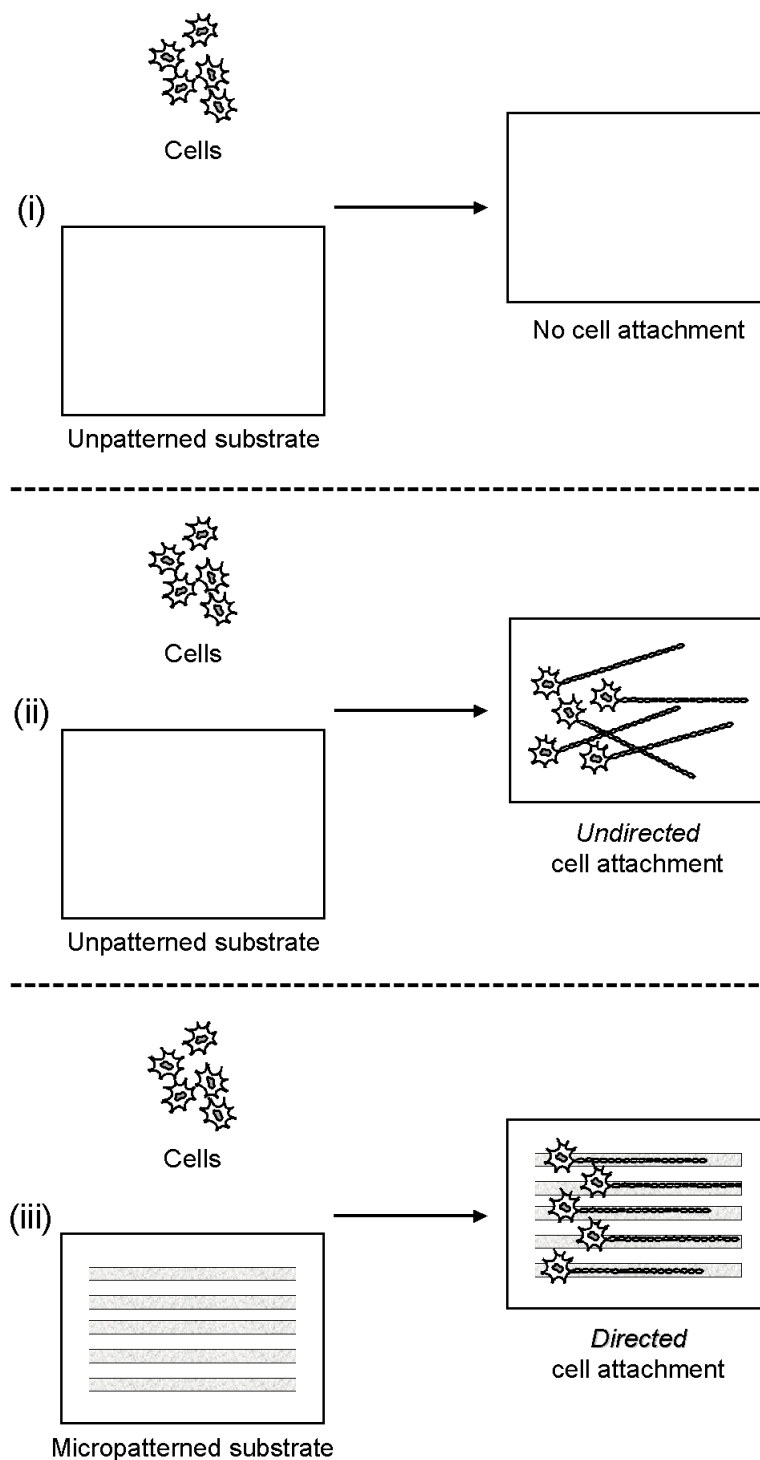 Cells
(i)
No cell attachment
Unpatterned substrate
Cells
(ii)
Undirected
cell attachment
Unpatterned substrate
Cells
(iii)
Directed
cell attachment
Micropatterned substrate